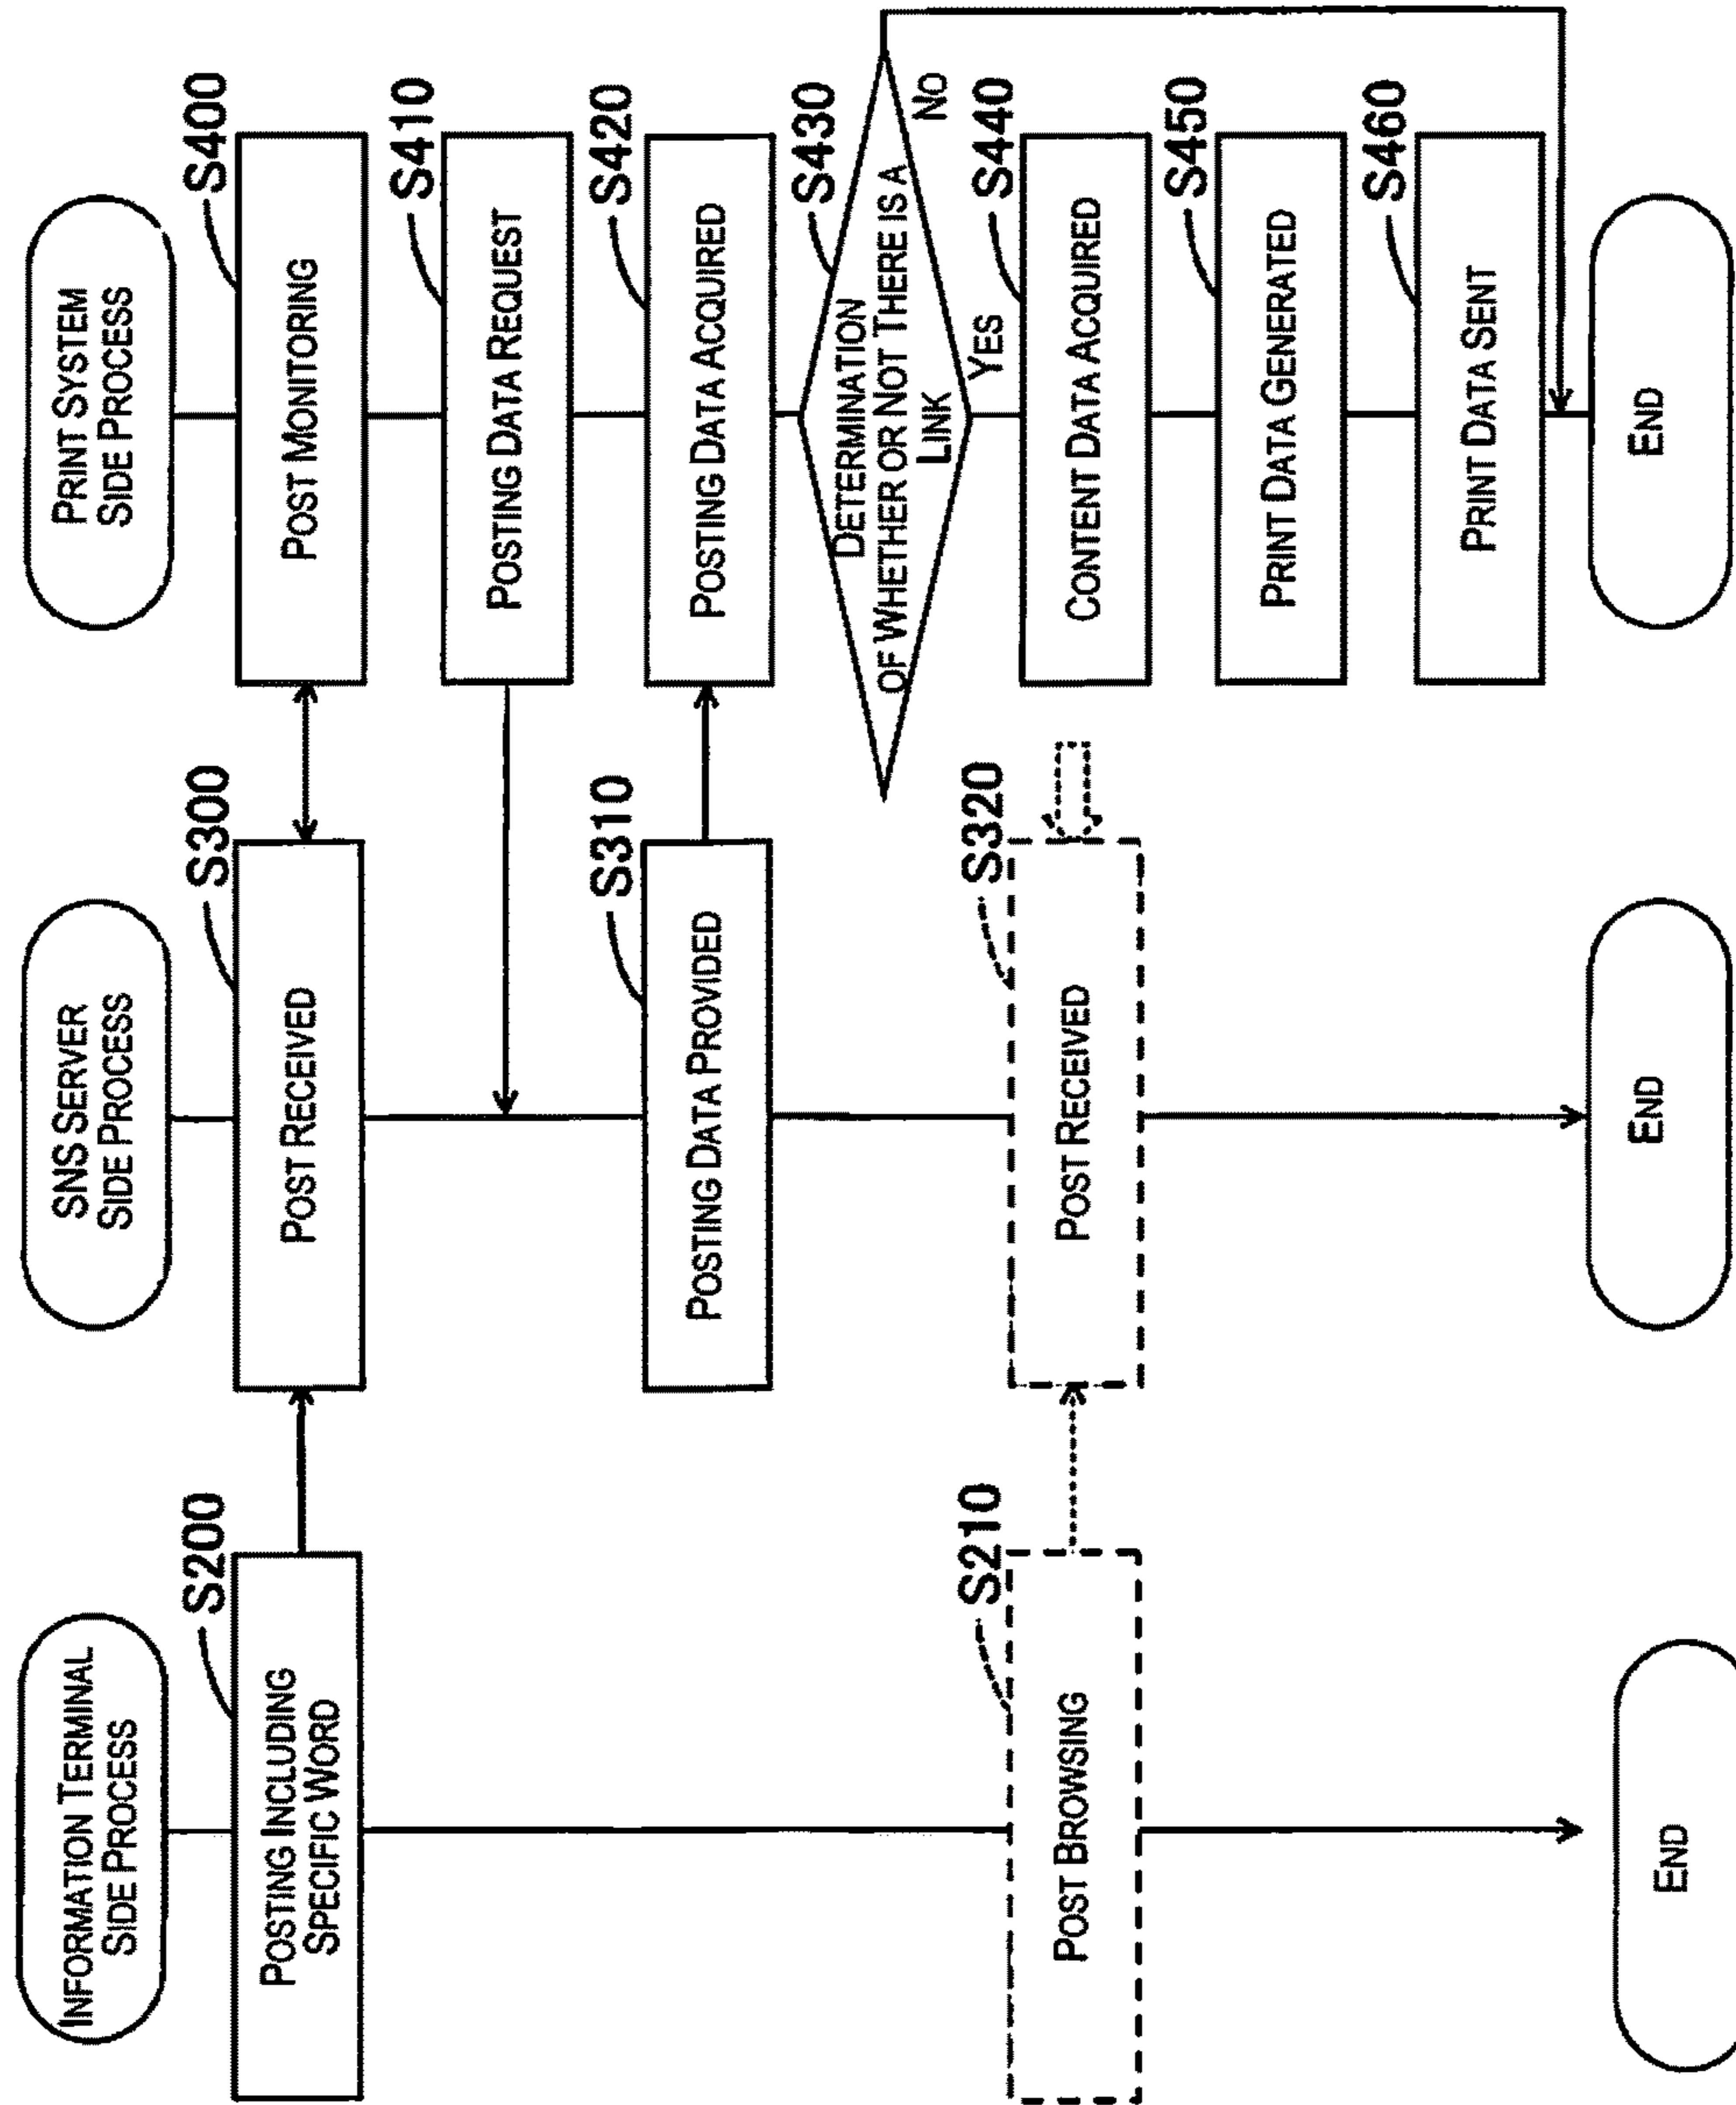 INFORMATION TERMINAL
SIDE PROCESS
S200
POSTING INCLUDING
SPECIFIC WORD
S210
POST BROWSING
END
SNS SERVER
SIDE PROCESS
S300
POST RECEIVED
S310
POSTING DATA PROVIDED
S320
POST RECEIVED
END
PRINT SYSTEM
SIDE PROCESS
S400
POST MONITORING
S410
POSTING DATA REQUEST
S420
POSTING DATA ACQUIRED
S430
DETERMINATION
OF WHETHER OR NOT THERE IS A
LINK
NO
YES
S440
CONTENT DATA ACQUIRED
S450
PRINT DATA GENERATED
S460
PRINT DATA SENT
END